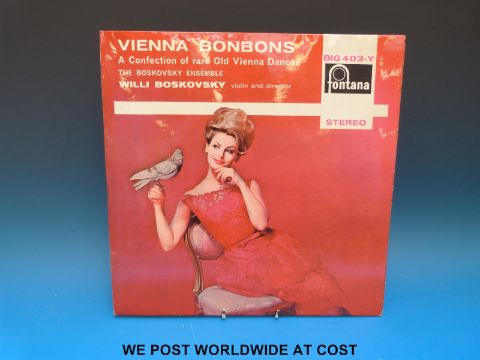 VIENNA BONBONS
A Confection of rare Old Vienna Dances
THE BOSKOVSKY ENSEMBLE
WILLI BOSKOVSKY violin and director
BIG 403-Y
fontana
STEREO
WE POST WORLDWIDE AT COST